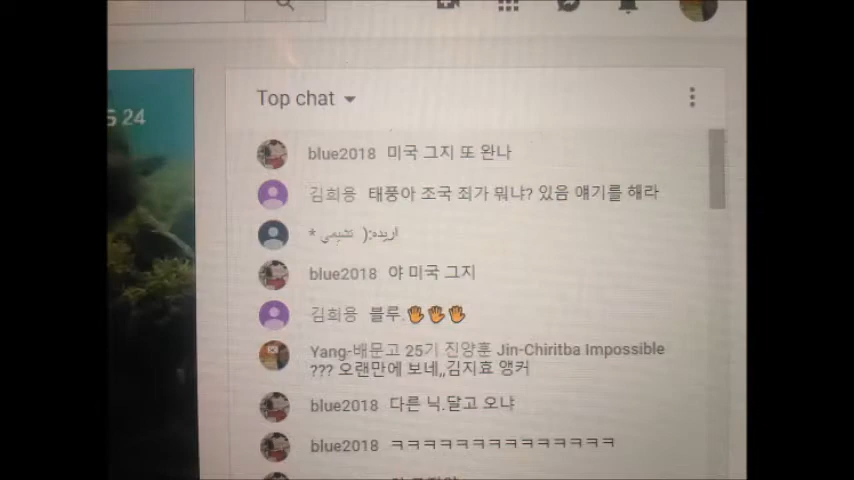 24
Top chat
blue2018 미국 그지 또 완나
김희용 태풍아 조국 죄가 뭐냐? 있음 얘기를 해라
blue2018 야 미국 그지
김희용 블루.🖐🖐🖐
Yang-배문고 25기 진양훈 Jin-Chiritba Impossible
??? 오랜만에 보네,,김지효 앵커
blue2018 다른 닉.달고 오냐
blue2018 ㅋㅋㅋㅋㅋㅋㅋㅋㅋㅋㅋㅋㅋㅋ